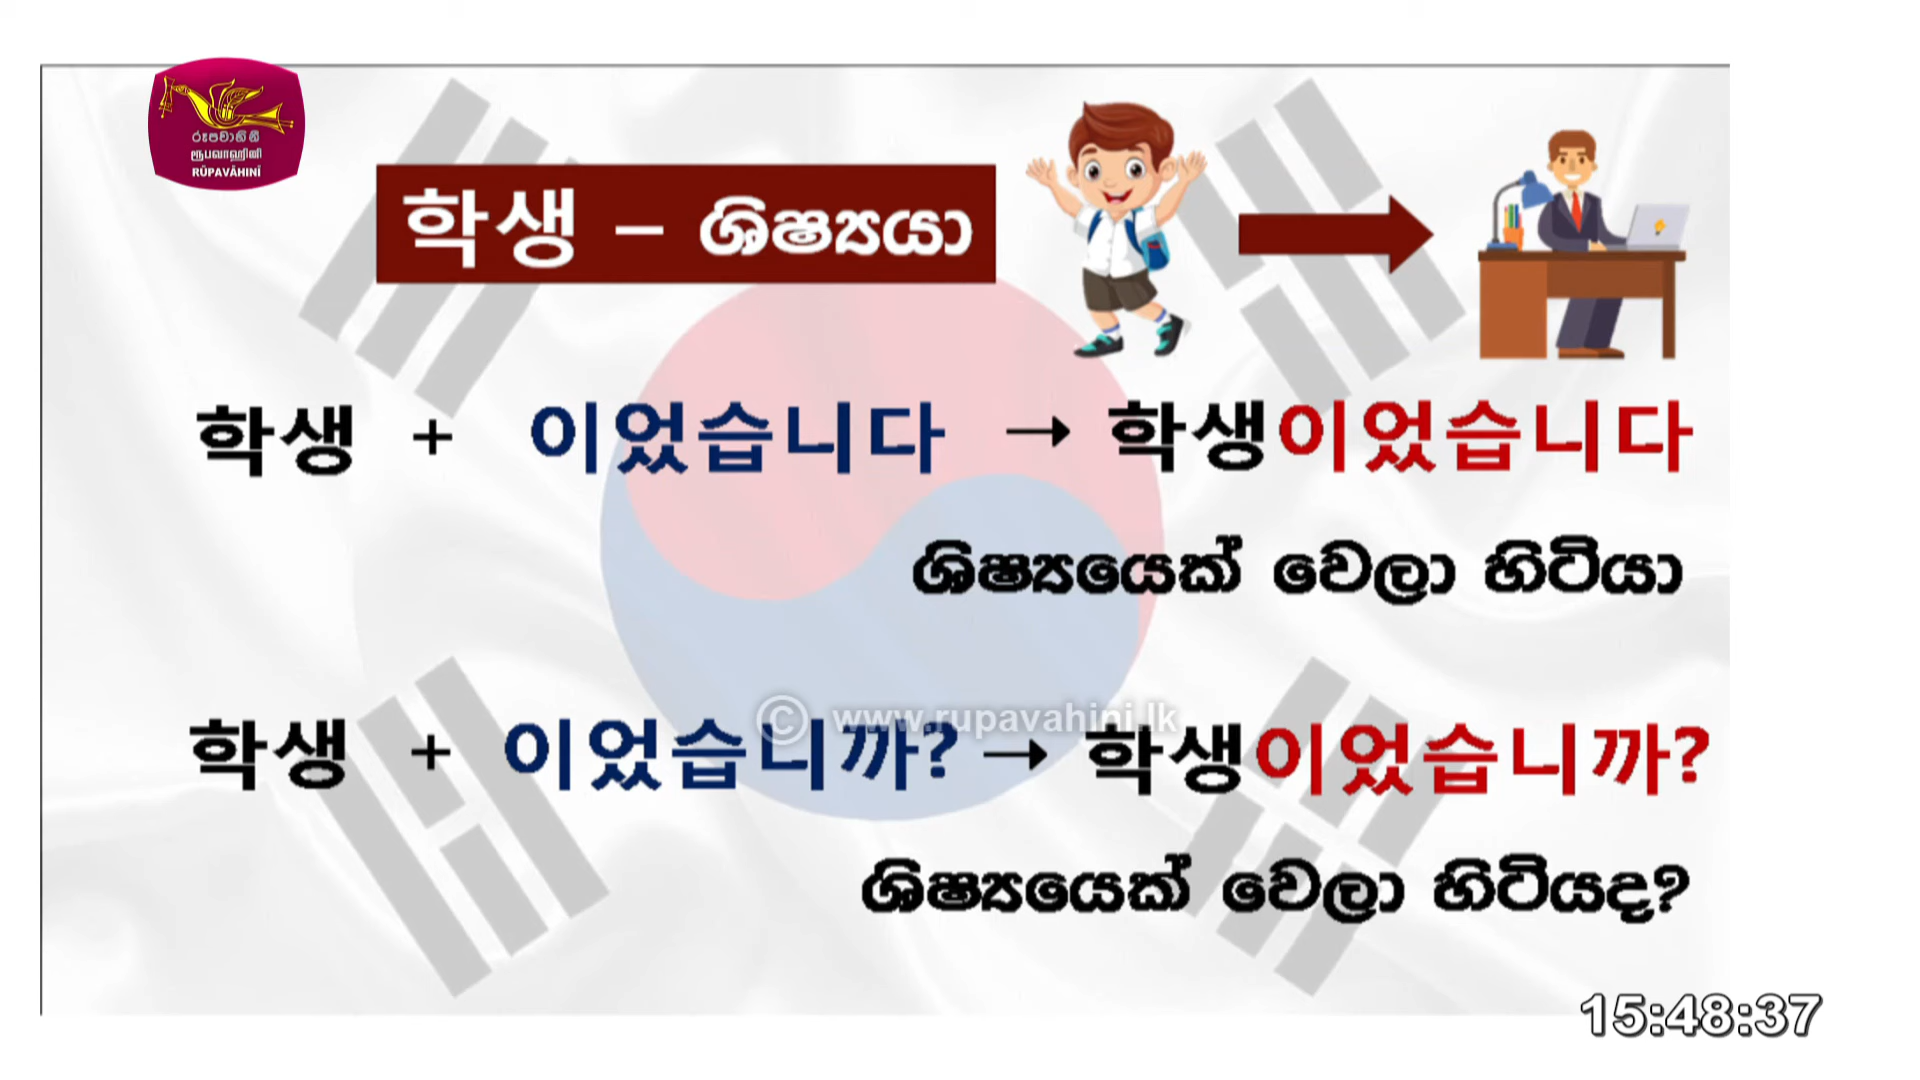 රූපවාහිනී
ரூபவாஹினி
RŪPAVĀHINĪ
학생 – ශිෂ්‍යයා
학생 + 이었습니다 → 학생이었습니다
ශිෂ්‍යයෙක් වෙලා හිටියා
© www.rupavahini.lk
학생 + 이었습니까? → 학생이었습니까?
ශිෂ්‍යයෙක් වෙලා හිටියද?
15:48:37